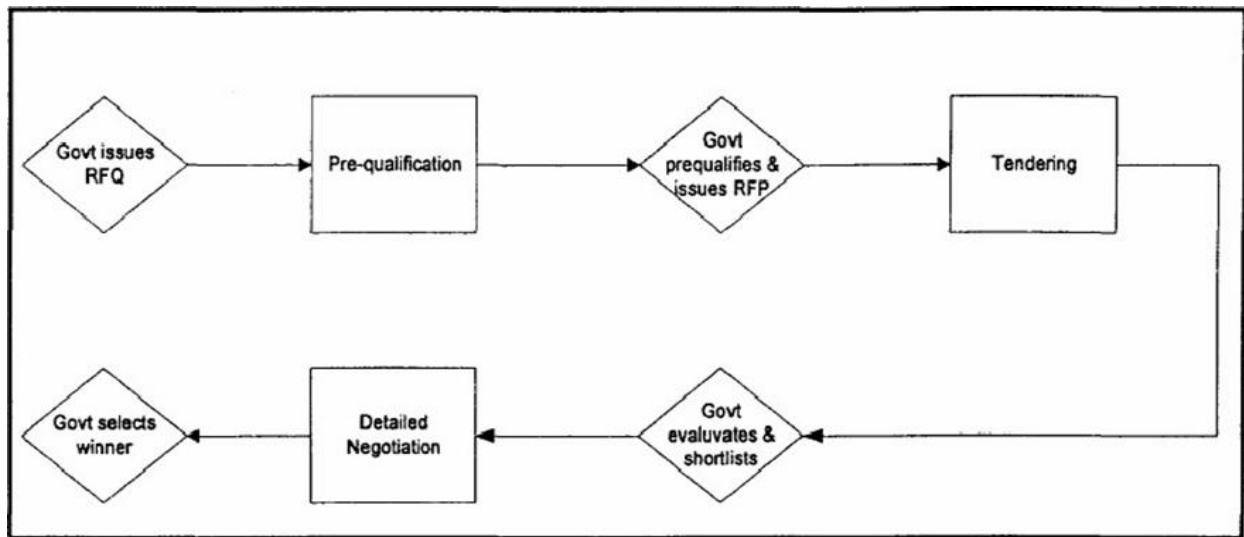 Govt issues
RFQ
Pre-qualification
Govt
prequalifies &
issues RFP
Tendering
Govt
evaluvates &
shortlists
Detailed
Negotiation
Govt selects
winner